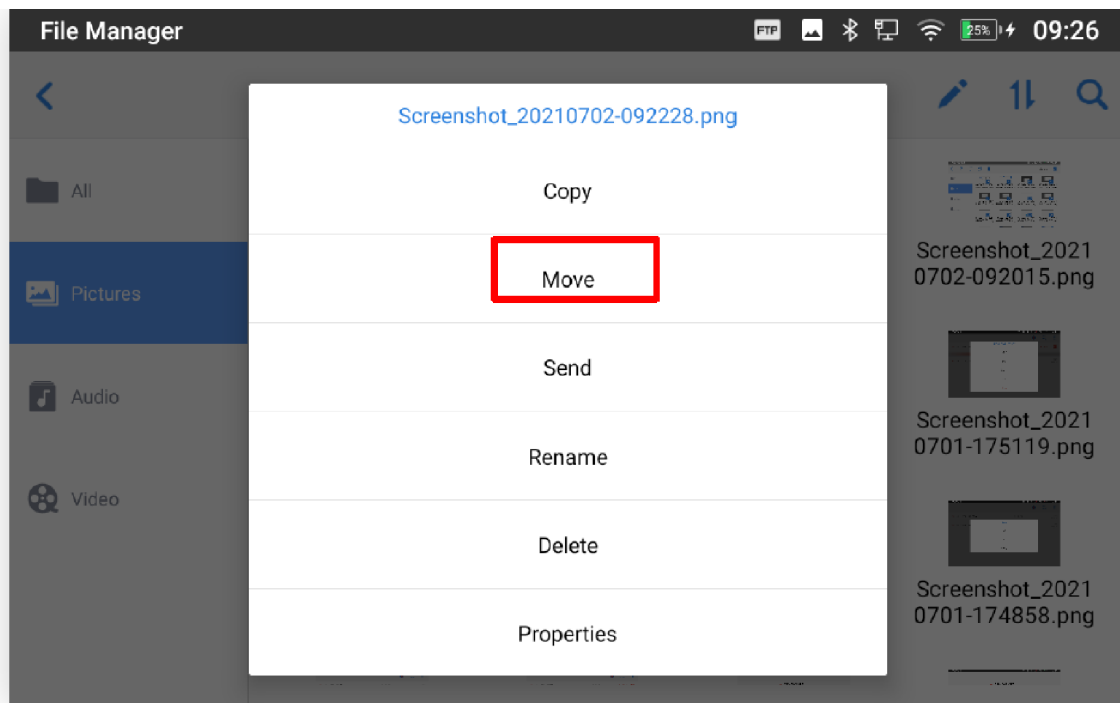 File Manager
FTP
25%
09:26
Screenshot_20210702-092228.png
Copy
Move
Send
Rename
Delete
Properties
All
Pictures
Audio
Video
Screenshot_2021
0702-092015.png
Screenshot_2021
0701-175119.png
Screenshot_2021
0701-174858.png